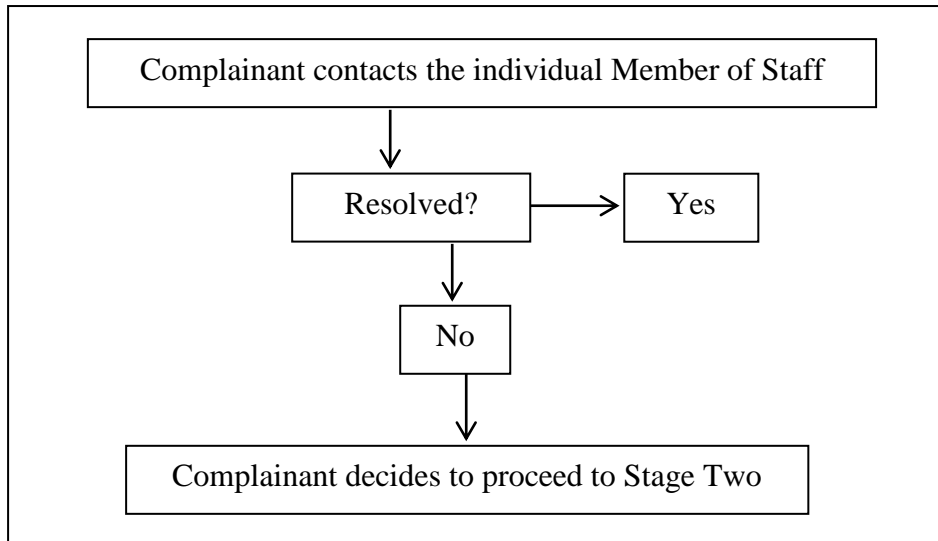 Complainant contacts the individual Member of Staff
Resolved?
Yes
No
Complainant decides to proceed to Stage Two